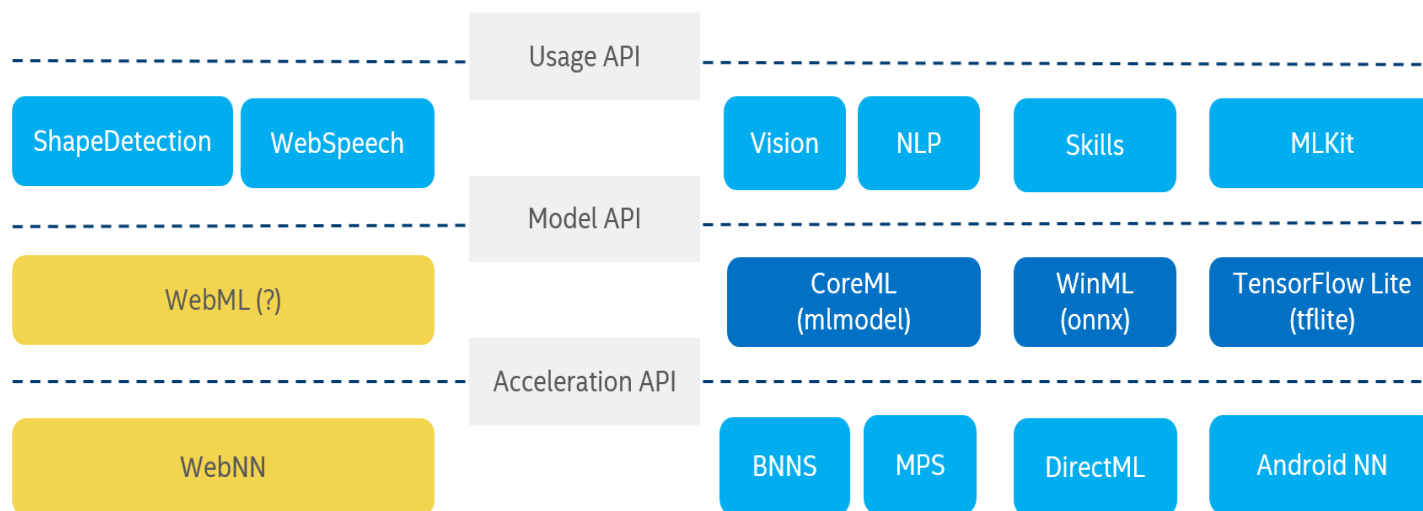 Usage API
ShapeDetection
WebSpeech
Vision
NLP
Skills
MLKit
Model API
WebML (?)
CoreML
(mlmodel)
WinML
(onnx)
TensorFlow Lite
(tflite)
Acceleration API
WebNN
BNNS
MPS
DirectML
Android NN